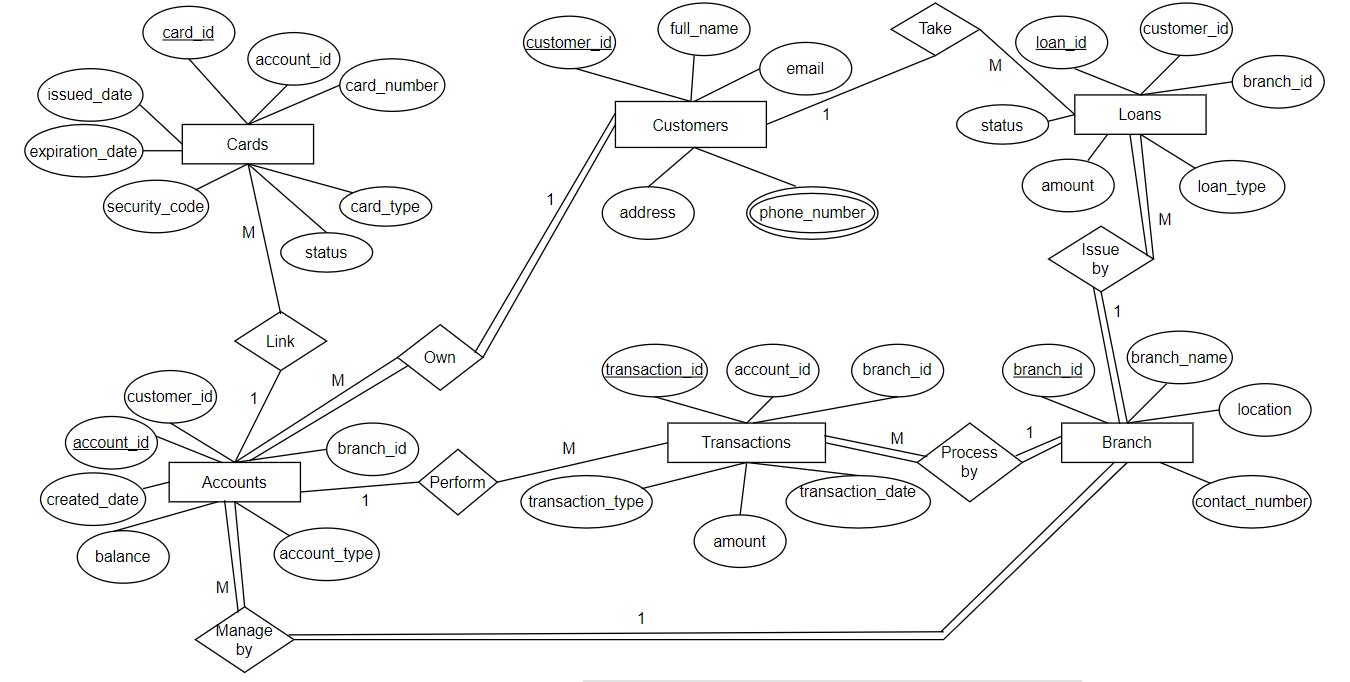 card_id
account_id
card_number
issued_date
expiration_date
security_code
Cards
card_type
status
M
Link
1
customer_id
full_name
email
Customers
address
phone_number
1
Take
M
1
loan_id
customer_id
branch_id
status
Loans
amount
loan_type
M
Issue
by
1
Own
M
customer_id
account_id
branch_id
created_date
Accounts
balance
account_type
1
Perform
M
transaction_id
account_id
branch_id
Transactions
transaction_type
transaction_date
amount
M
Process
by
1
branch_id
branch_name
location
Branch
contact_number
M
Manage
by
1